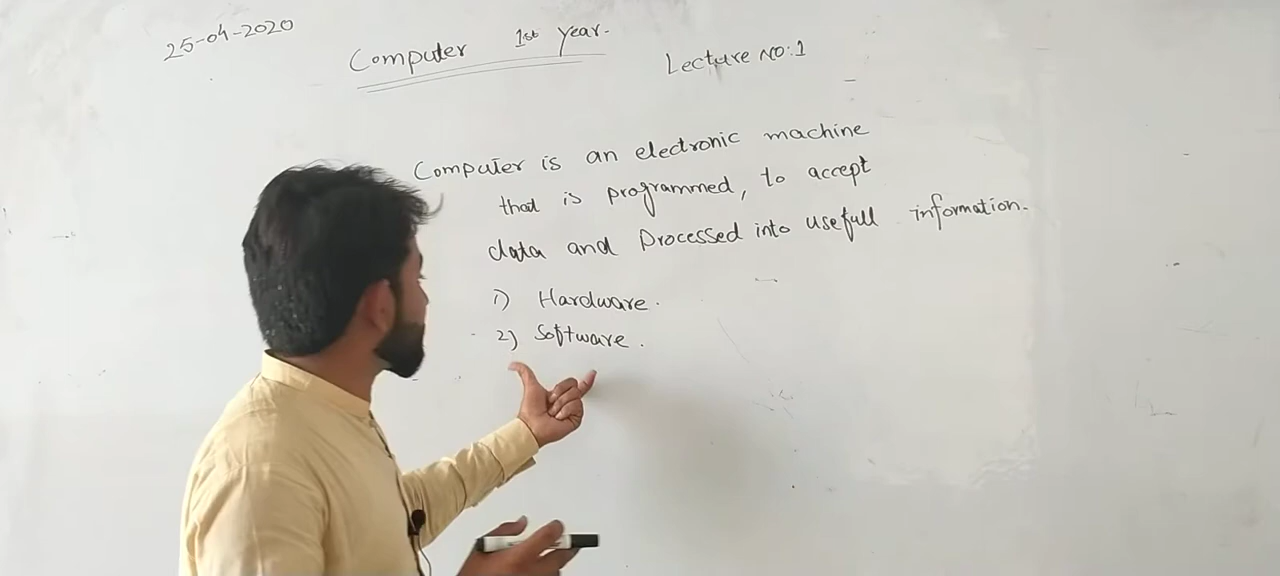 25-04-2020
Computer 1st Year.
Lecture NO:1
Computer is an electronic machine
that is programmed, to accept
data and Processed into usefull information.
1) Hardware.
2) Software.